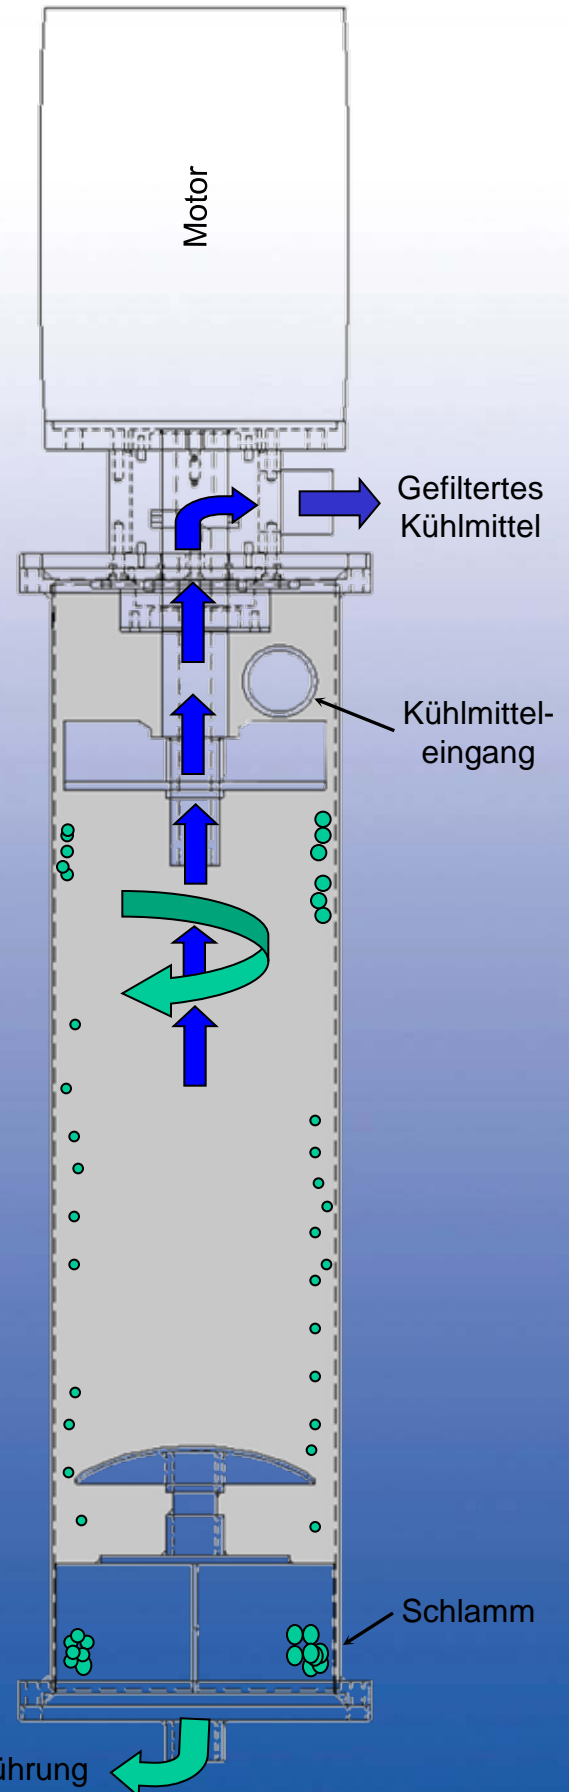 Motor
Gefiltertes
Kühlmittel
Kühlmittel-
eingang
Schlamm
ührung